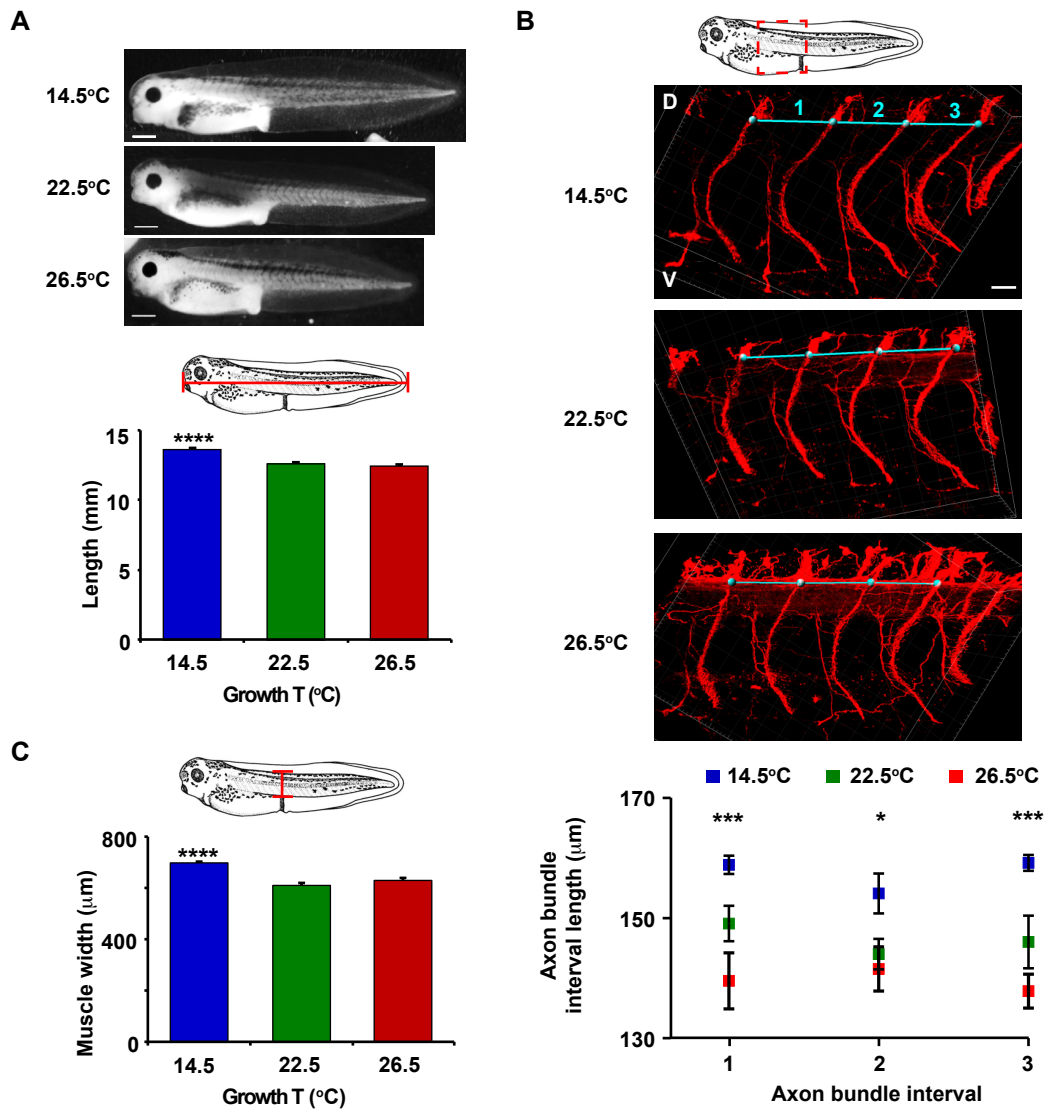 A
14.5°C
22.5°C
26.5°C
15
10
5
0
Length (mm)
****
14.5 22.5 26.5
Growth T (°C)
B
D
1 2 3
V
14.5°C
22.5°C
26.5°C
14.5°C 22.5°C 26.5°C
170
150
130
Axon bundle
interval length (μm)
*** * ***
1 2 3
Axon bundle interval
C
800
400
0
Muscle width (μm)
****
14.5 22.5 26.5
Growth T (°C)